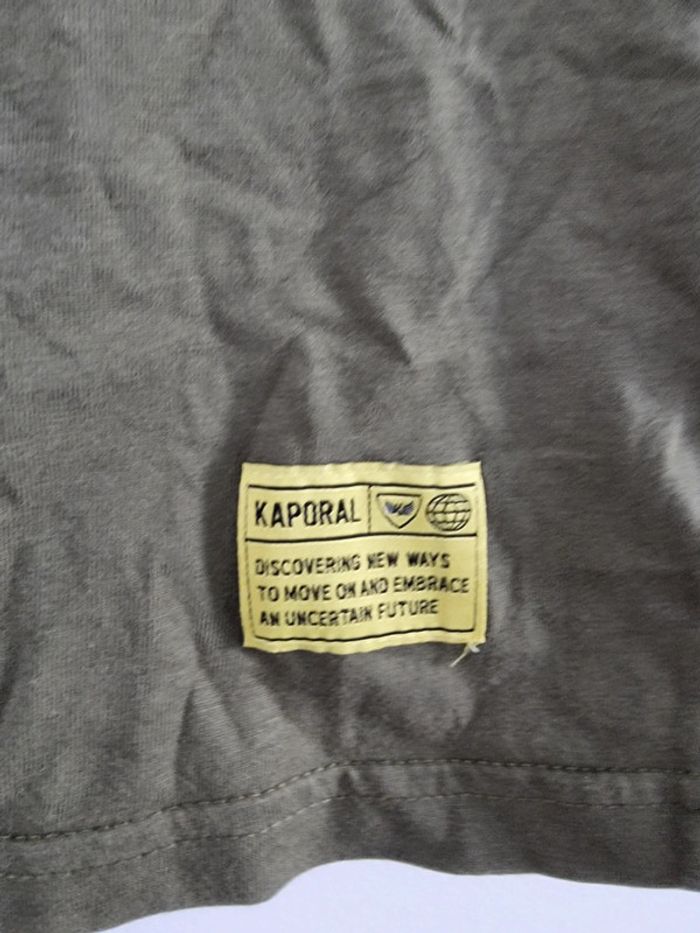 KAPORAL
DISCOVERING NEW WAYS
TO MOVE ON AND EMBRACE
AN UNCERTAIN FUTURE